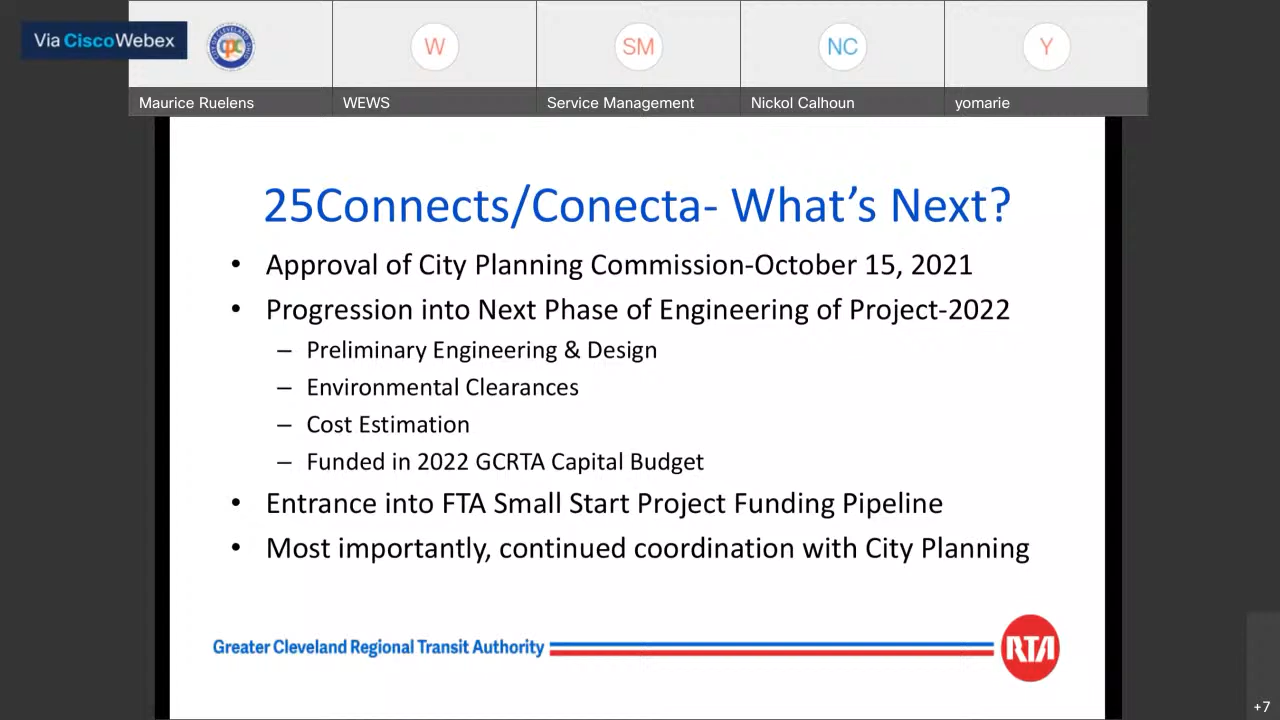 Via CiscoWebex
cpc
W
SM
NC
Y
Maurice Ruelens
WEWS
Service Management
Nickol Calhoun
yomarie
25Connects/Conecta- What's Next?
• Approval of City Planning Commission-October 15, 2021
• Progression into Next Phase of Engineering of Project-2022
– Preliminary Engineering & Design
– Environmental Clearances
– Cost Estimation
– Funded in 2022 GCRTA Capital Budget
• Entrance into FTA Small Start Project Funding Pipeline
• Most importantly, continued coordination with City Planning
Greater Cleveland Regional Transit Authority
RTA
+7